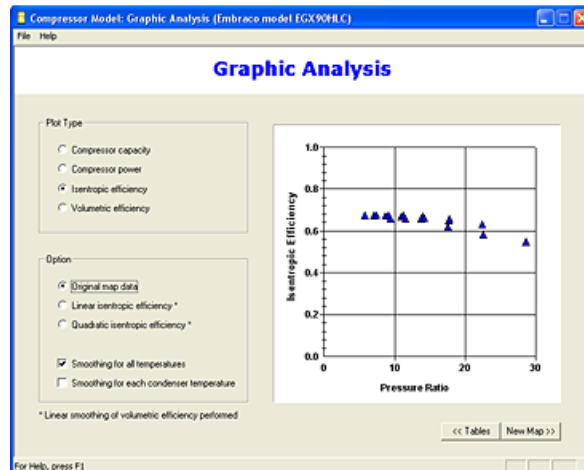 Compressor Model: Graphic Analysis (Embraco model EGX90HLC)
File Help
Graphic Analysis
Plot Type
Compressor capacity
Compressor power
Isentropic efficiency
Volumetric efficiency
Option
Original map data
Linear isentropic efficiency *
Quadratic isentropic efficiency *
Smoothing for all temperatures
Smoothing for each condenser temperature
* Linear smoothing of volumetric efficiency performed
Isentropic Efficiency
1.0
0.8
0.6
0.4
0.2
0.0
0 10 20 30
Pressure Ratio
<< Tables New Map >>
For Help, press F1